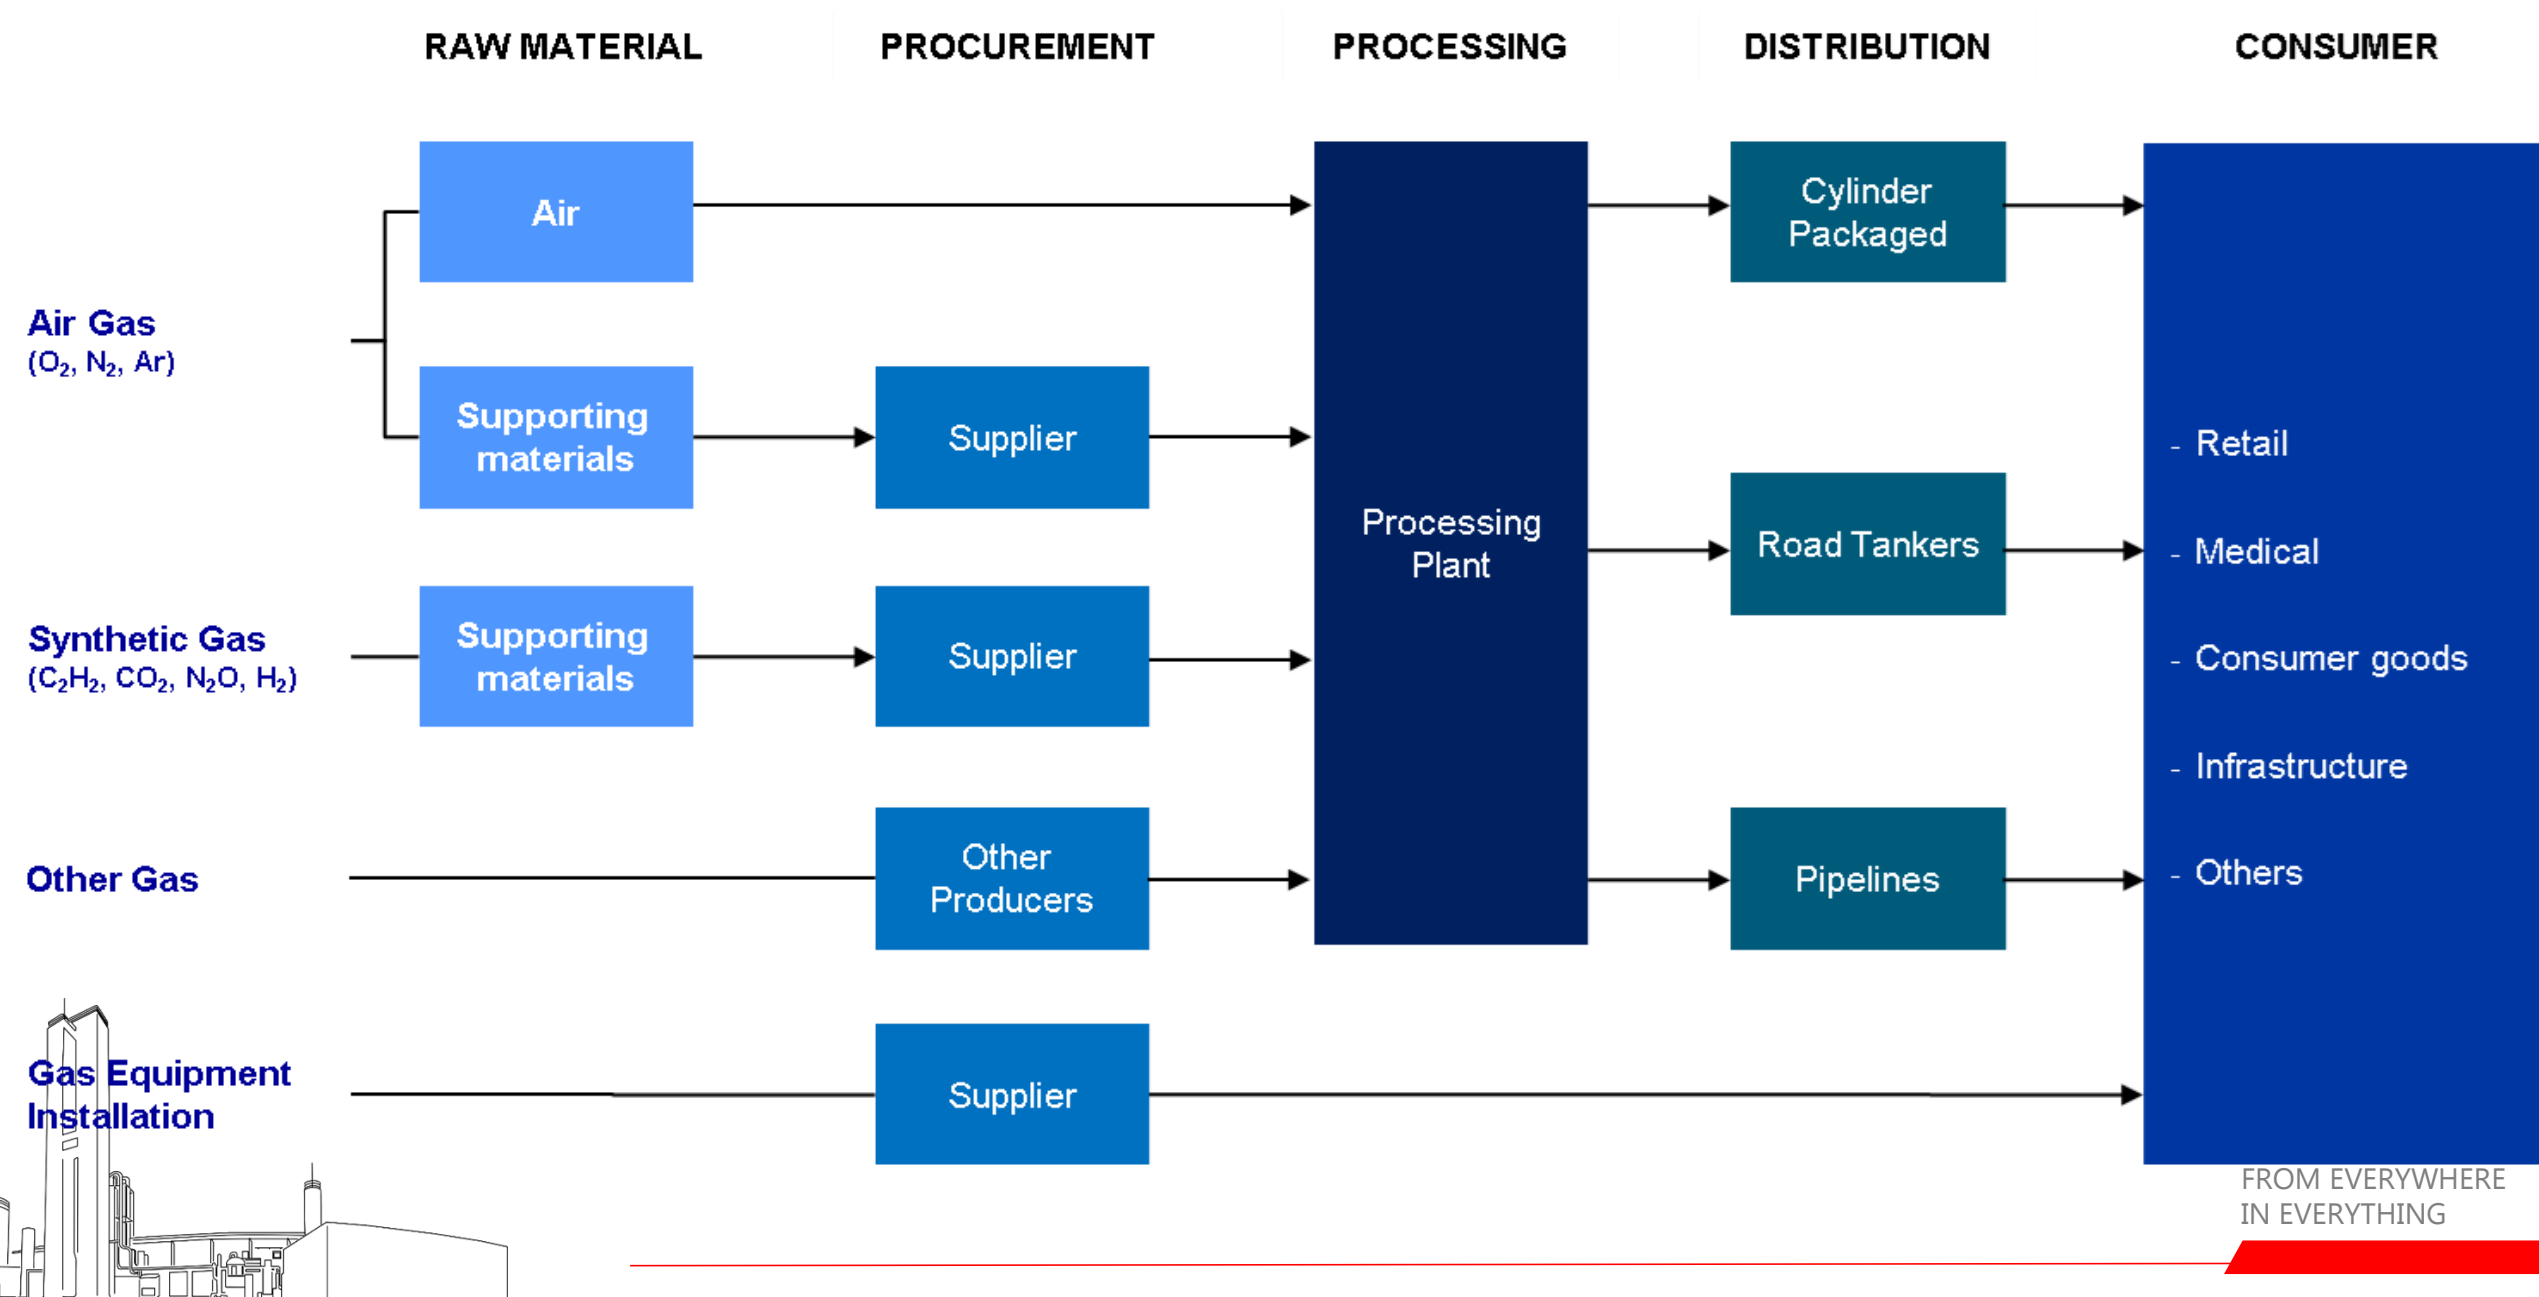 RAW MATERIAL
PROCUREMENT
PROCESSING
DISTRIBUTION
CONSUMER
Air Gas
(O₂, N₂, Ar)
Air
Supporting
materials
Supplier
Synthetic Gas
(C₂H₂, CO₂, N₂O, H₂)
Supporting
materials
Supplier
Other Gas
Other
Producers
Gas Equipment
Installation
Supplier
Processing
Plant
Cylinder
Packaged
Road Tankers
Pipelines
- Retail
- Medical
- Consumer goods
- Infrastructure
- Others
FROM EVERYWHERE
IN EVERYTHING